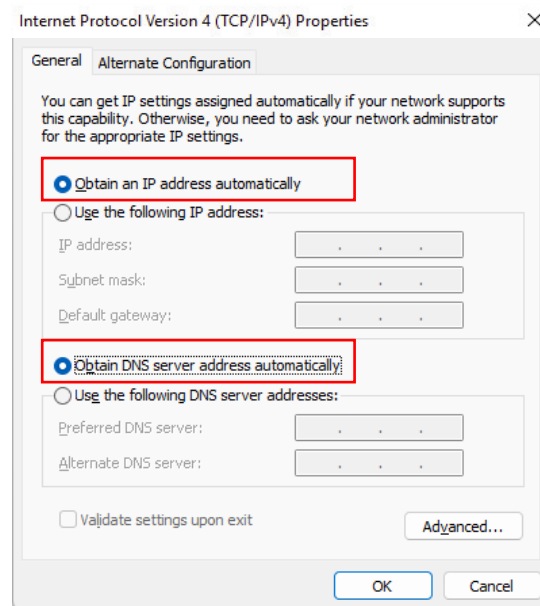 Internet Protocol Version 4 (TCP/IPv4) Properties
General
Alternate Configuration
You can get IP settings assigned automatically if your network supports
this capability. Otherwise, you need to ask your network administrator
for the appropriate IP settings.
Obtain an IP address automatically
Use the following IP address:
IP address:
Subnet mask:
Default gateway:
Obtain DNS server address automatically
Use the following DNS server addresses:
Preferred DNS server:
Alternate DNS server:
Validate settings upon exit
Advanced...
OK
Cancel